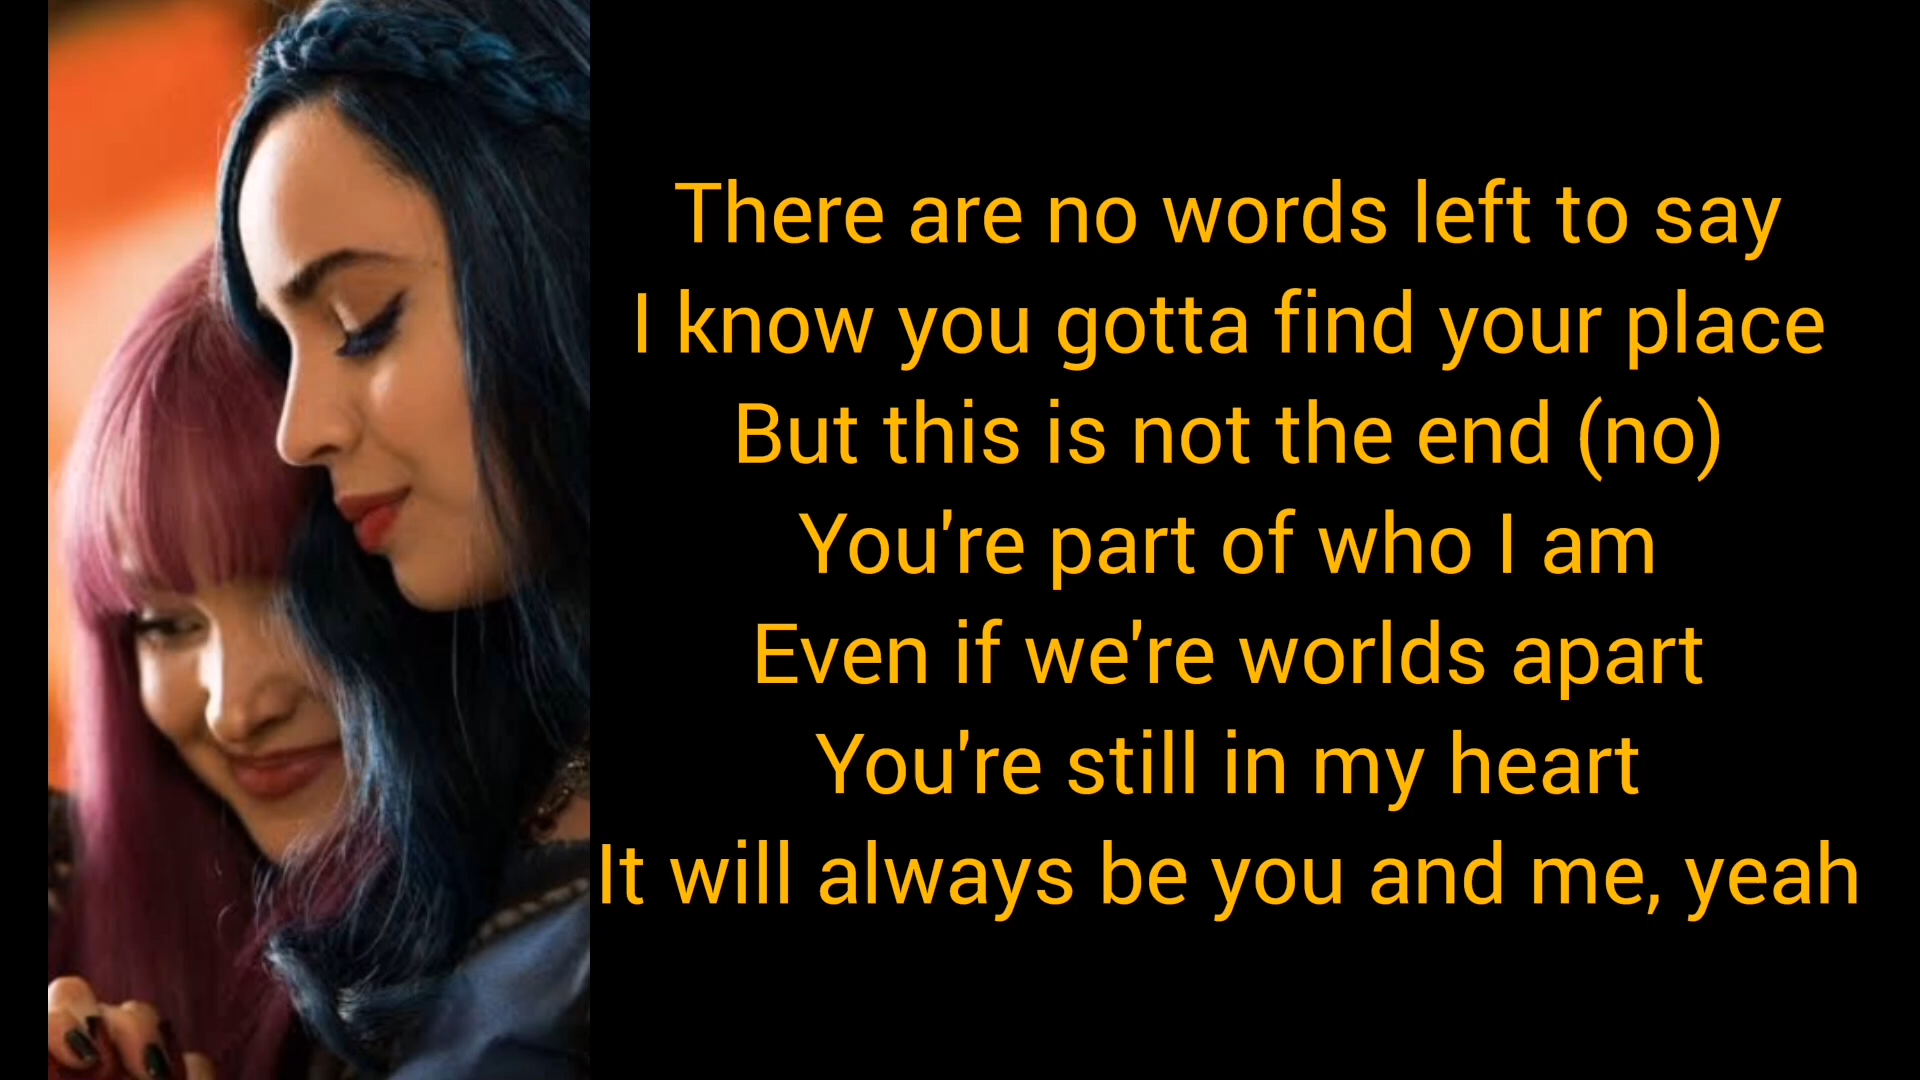 There are no words left to say
I know you gotta find your place
But this is not the end (no)
You're part of who I am
Even if we're worlds apart
You're still in my heart
It will always be you and me, yeah